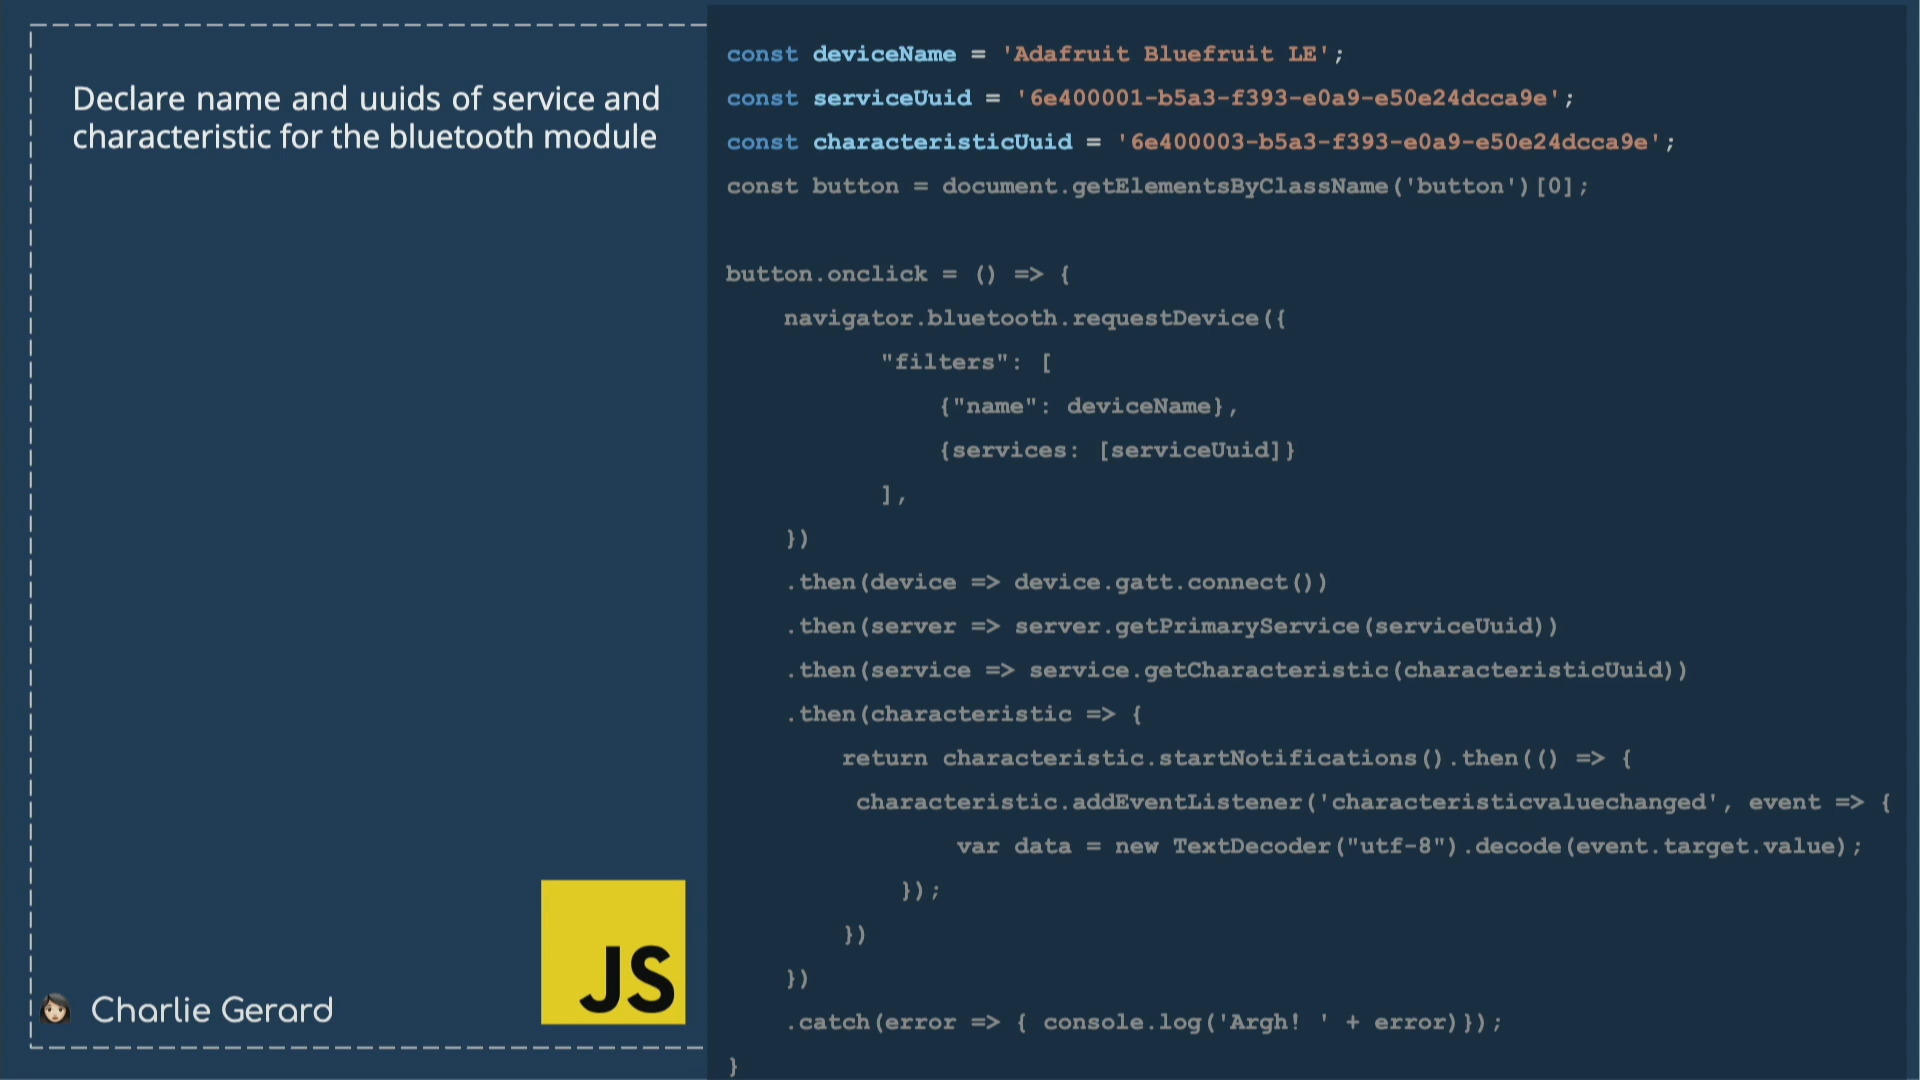 Declare name and uuids of service and
characteristic for the bluetooth module
JS
Charlie Gerard
const deviceName = 'Adafruit Bluefruit LE';
const serviceUuid = '6e400001-b5a3-f393-e0a9-e50e24dcca9e';
const characteristicUuid = '6e400003-b5a3-f393-e0a9-e50e24dcca9e';
const button = document.getElementsByClassName('button')[0];
button.onclick = () => {
navigator.bluetooth.requestDevice({
"filters": [
{"name": deviceName},
{services: [serviceUuid]}
],
})
.then(device => device.gatt.connect())
.then(server => server.getPrimaryService(serviceUuid))
.then(service => service.getCharacteristic(characteristicUuid))
.then(characteristic => {
return characteristic.startNotifications().then(() => {
characteristic.addEventListener('characteristicvaluechanged', event => {
var data = new TextDecoder("utf-8").decode(event.target.value);
});
})
})
.catch(error => { console.log('Argh! ' + error)});
}